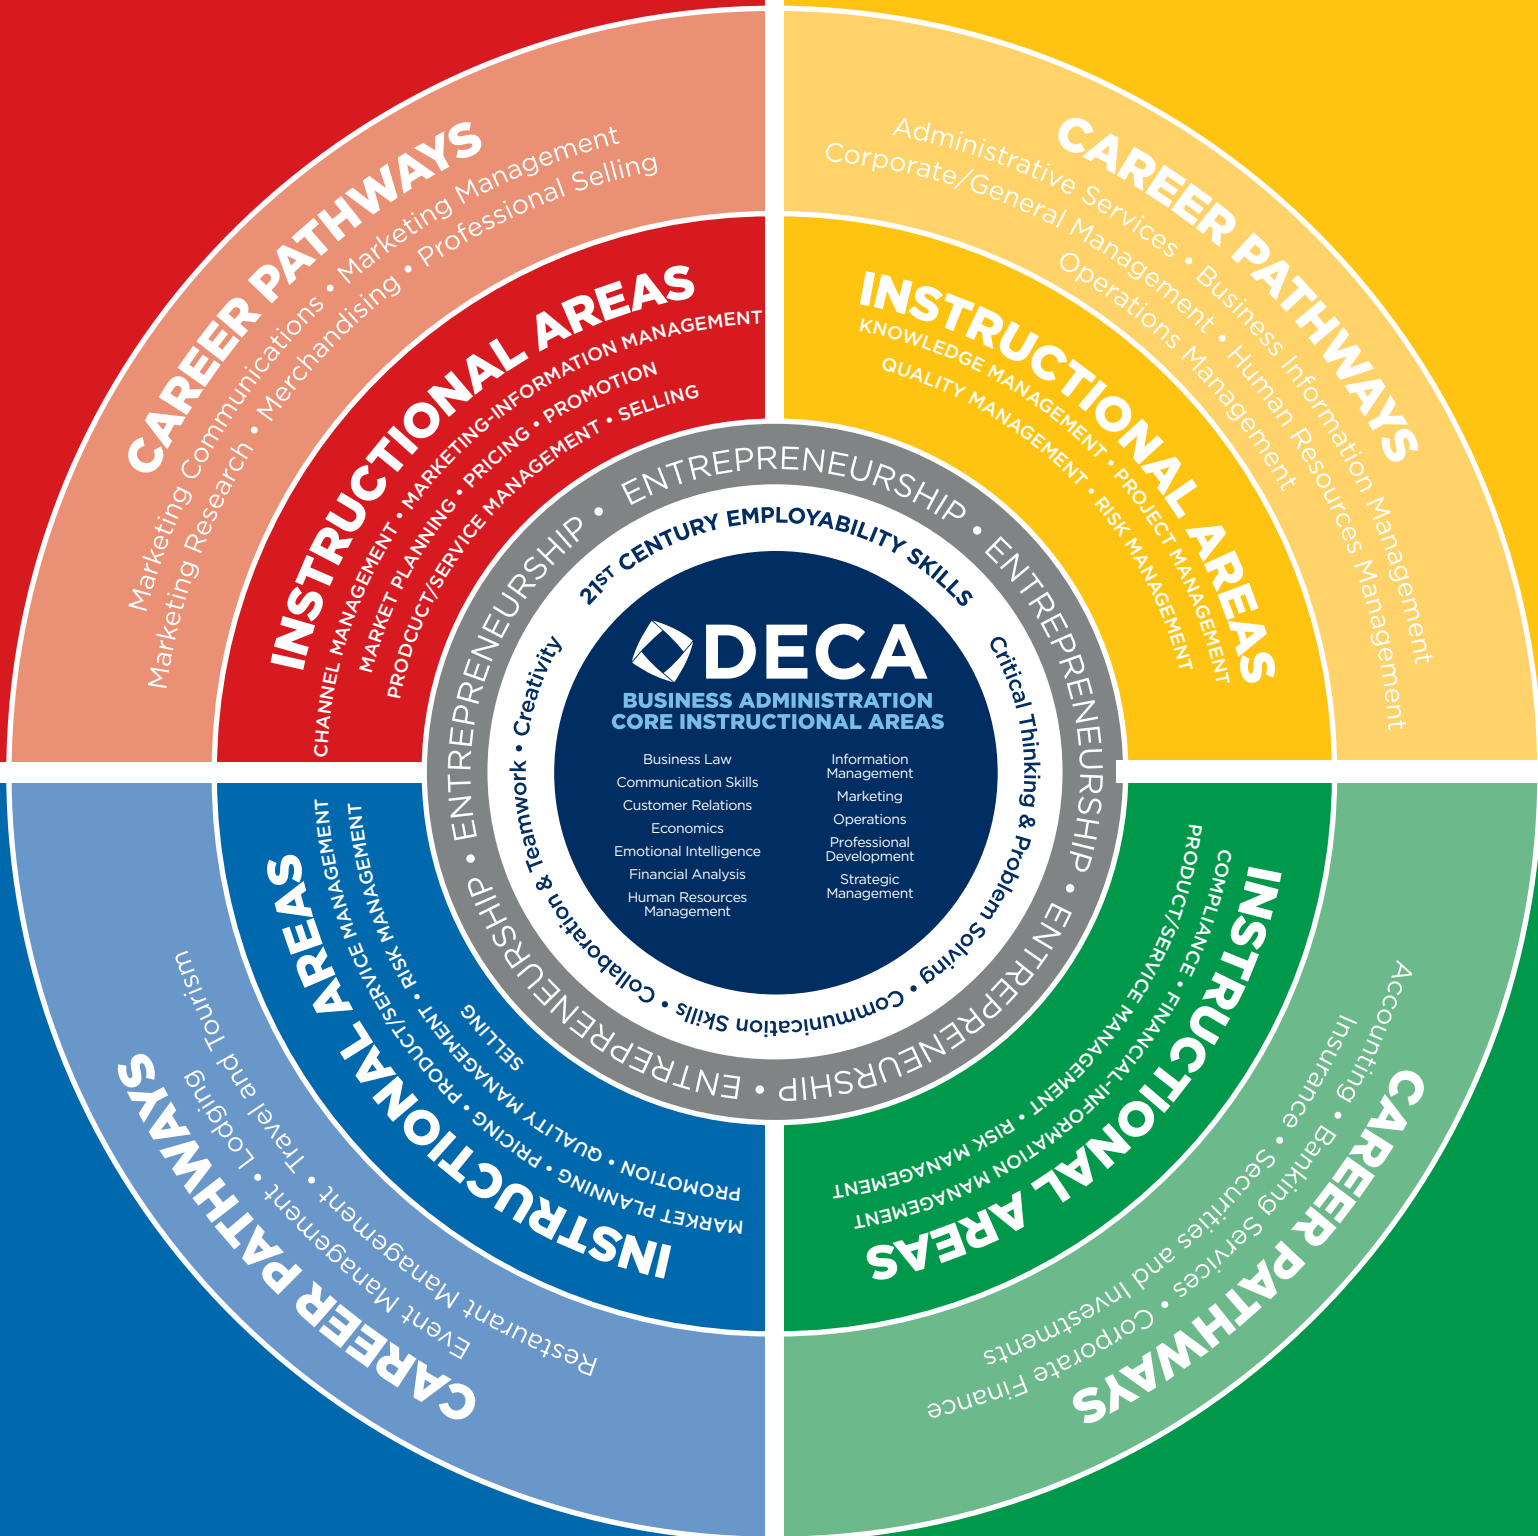 CAREER PATHWAYS
Marketing Communications • Marketing Management
Marketing Research • Merchandising • Professional Selling
INSTRUCTIONAL AREAS
CHANNEL MANAGEMENT • MARKETING-INFORMATION MANAGEMENT
MARKET PLANNING • PRICING • PROMOTION
PRODUCT/SERVICE MANAGEMENT • SELLING
CAREER PATHWAYS
Administrative Services • Business Information Management
Corporate/General Management • Human Resources Management
Operations Management
INSTRUCTIONAL AREAS
KNOWLEDGE MANAGEMENT • PROJECT MANAGEMENT
QUALITY MANAGEMENT • RISK MANAGEMENT
ENTREPRENEURSHIP • ENTREPRENEURSHIP • ENTREPRENEURSHIP • ENTREPRENEURSHIP • ENTREPRENEURSHIP • ENTREPRENEURSHIP •
21ST CENTURY EMPLOYABILITY SKILLS
Critical Thinking & Problem Solving • Communication Skills • Collaboration & Teamwork • Creativity
DECA
BUSINESS ADMINISTRATION
CORE INSTRUCTIONAL AREAS
Business Law
Communication Skills
Customer Relations
Economics
Emotional Intelligence
Financial Analysis
Human Resources
Management
Information
Management
Marketing
Operations
Professional
Development
Strategic
Management
INSTRUCTIONAL AREAS
MARKET PLANNING • PRICING • PRODUCT/SERVICE MANAGEMENT
PROMOTION • QUALITY MANAGEMENT • RISK MANAGEMENT
SELLING
CAREER PATHWAYS
Event Management • Lodging
Restaurant Management • Travel and Tourism
INSTRUCTIONAL AREAS
COMPLIANCE • FINANCIAL-INFORMATION MANAGEMENT
PRODUCT/SERVICE MANAGEMENT • RISK MANAGEMENT
CAREER PATHWAYS
Accounting • Banking Services • Corporate Finance
Insurance • Securities and Investments